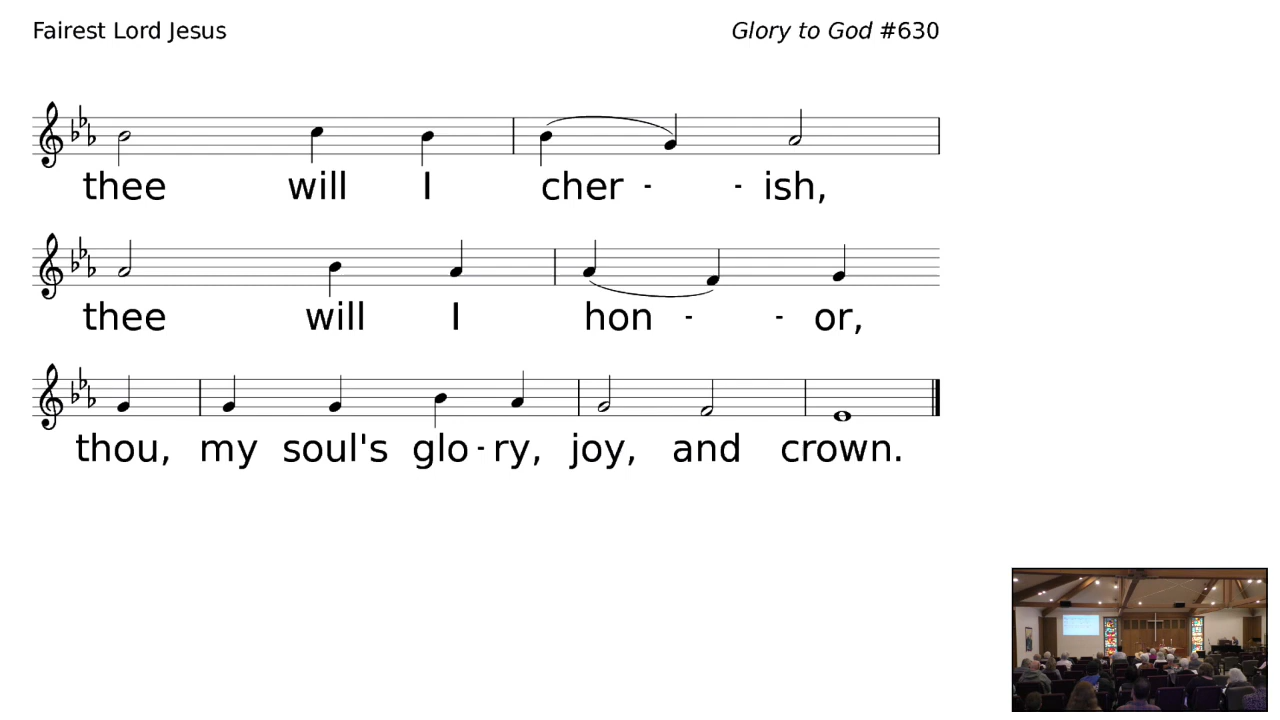 Fairest Lord Jesus Glory to God #630
thee will I cher - - ish,
thee will I hon - - or,
thou, my soul's glo - ry, joy, and crown.